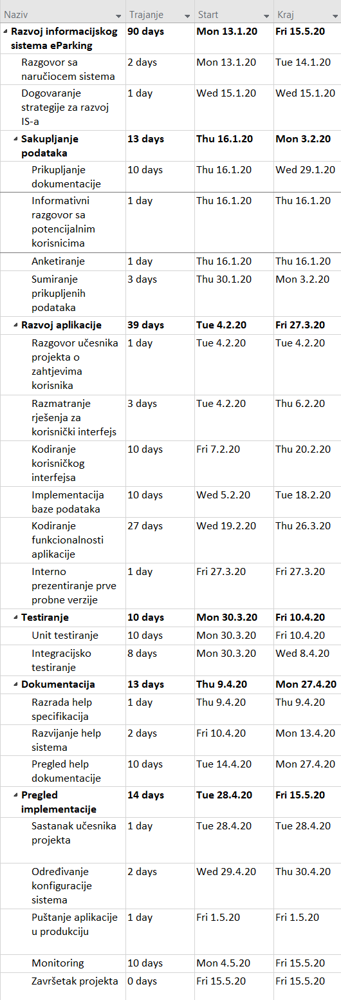 Naziv Trajanje Start Kraj
Razvoj informacijskog 90 days Mon 13.1.20 Fri 15.5.20
sistema eParking
Razgovor sa 2 days Mon 13.1.20 Tue 14.1.20
naručiocem sistema
Dogovaranje 1 day Wed 15.1.20 Wed 15.1.20
strategije za razvoj
IS-a
Sakupljanje 13 days Thu 16.1.20 Mon 3.2.20
podataka
Prikupljanje 10 days Thu 16.1.20 Wed 29.1.20
dokumentacije
Informativni 1 day Thu 16.1.20 Thu 16.1.20
razgovor sa
potencijalnim
korisnicima
Anketiranje 1 day Thu 16.1.20 Thu 16.1.20
Sumiranje 3 days Thu 30.1.20 Mon 3.2.20
prikupljenih
podataka
Razvoj aplikacije 39 days Tue 4.2.20 Fri 27.3.20
Razgovor učesnika 1 day Tue 4.2.20 Tue 4.2.20
projekta o
zahtjevima
korisnika
Razmatranje 3 days Tue 4.2.20 Thu 6.2.20
rješenja za
korisnički interfejs
Kodiranje 10 days Fri 7.2.20 Thu 20.2.20
korisničkog
interfejsa
Implementacija 10 days Wed 5.2.20 Tue 18.2.20
baze podataka
Kodiranje 27 days Wed 19.2.20 Thu 26.3.20
funkcionalnosti
aplikacije
Interno 1 day Fri 27.3.20 Fri 27.3.20
prezentiranje prve
probne verzije
Testiranje 10 days Mon 30.3.20 Fri 10.4.20
Unit testiranje 10 days Mon 30.3.20 Fri 10.4.20
Integracijsko 8 days Mon 30.3.20 Wed 8.4.20
testiranje
Dokumentacija 13 days Thu 9.4.20 Mon 27.4.20
Razrada help 1 day Thu 9.4.20 Thu 9.4.20
specifikacija
Razvijanje help 2 days Fri 10.4.20 Mon 13.4.20
sistema
Pregled help 10 days Tue 14.4.20 Mon 27.4.20
dokumentacije
Pregled 14 days Tue 28.4.20 Fri 15.5.20
implementacije
Sastanak učesnika 1 day Tue 28.4.20 Tue 28.4.20
projekta
Određivanje 2 days Wed 29.4.20 Thu 30.4.20
konfiguracije
sistema
Puštanje aplikacije 1 day Fri 1.5.20 Fri 1.5.20
u produkciju
Monitoring 10 days Mon 4.5.20 Fri 15.5.20
Završetak projekta 0 days Fri 15.5.20 Fri 15.5.20